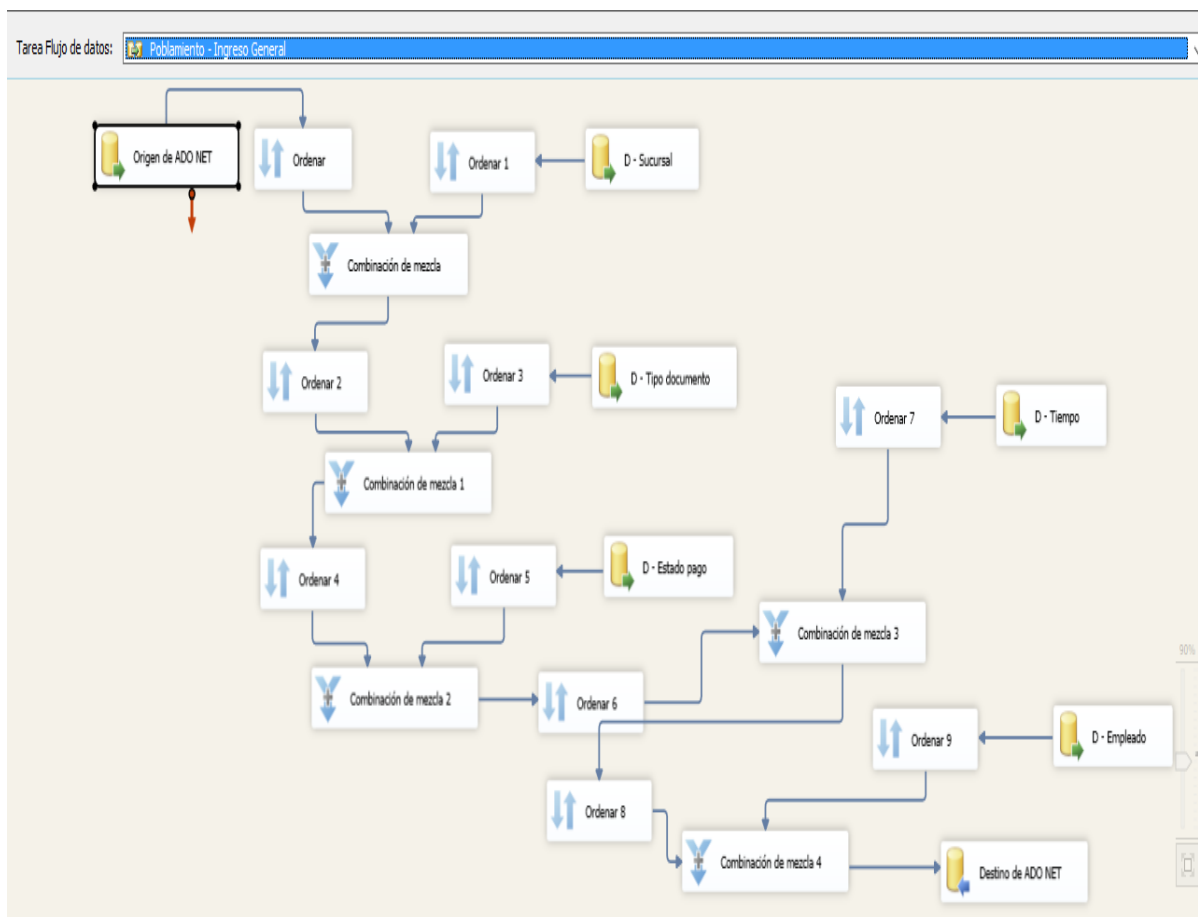 Tarea Flujo de datos: Poblamiento - Ingreso General
Origen de ADO NET
Ordenar
Ordenar 1
D - Sucursal
Combinación de mezcla
Ordenar 2
Ordenar 3
D - Tipo documento
Ordenar 7
D - Tiempo
Combinación de mezcla 1
Ordenar 4
Ordenar 5
D - Estado pago
Combinación de mezcla 3
90%
Combinación de mezcla 2
Ordenar 6
Ordenar 9
D - Empleado
Ordenar 8
Combinación de mezcla 4
Destino de ADO NET